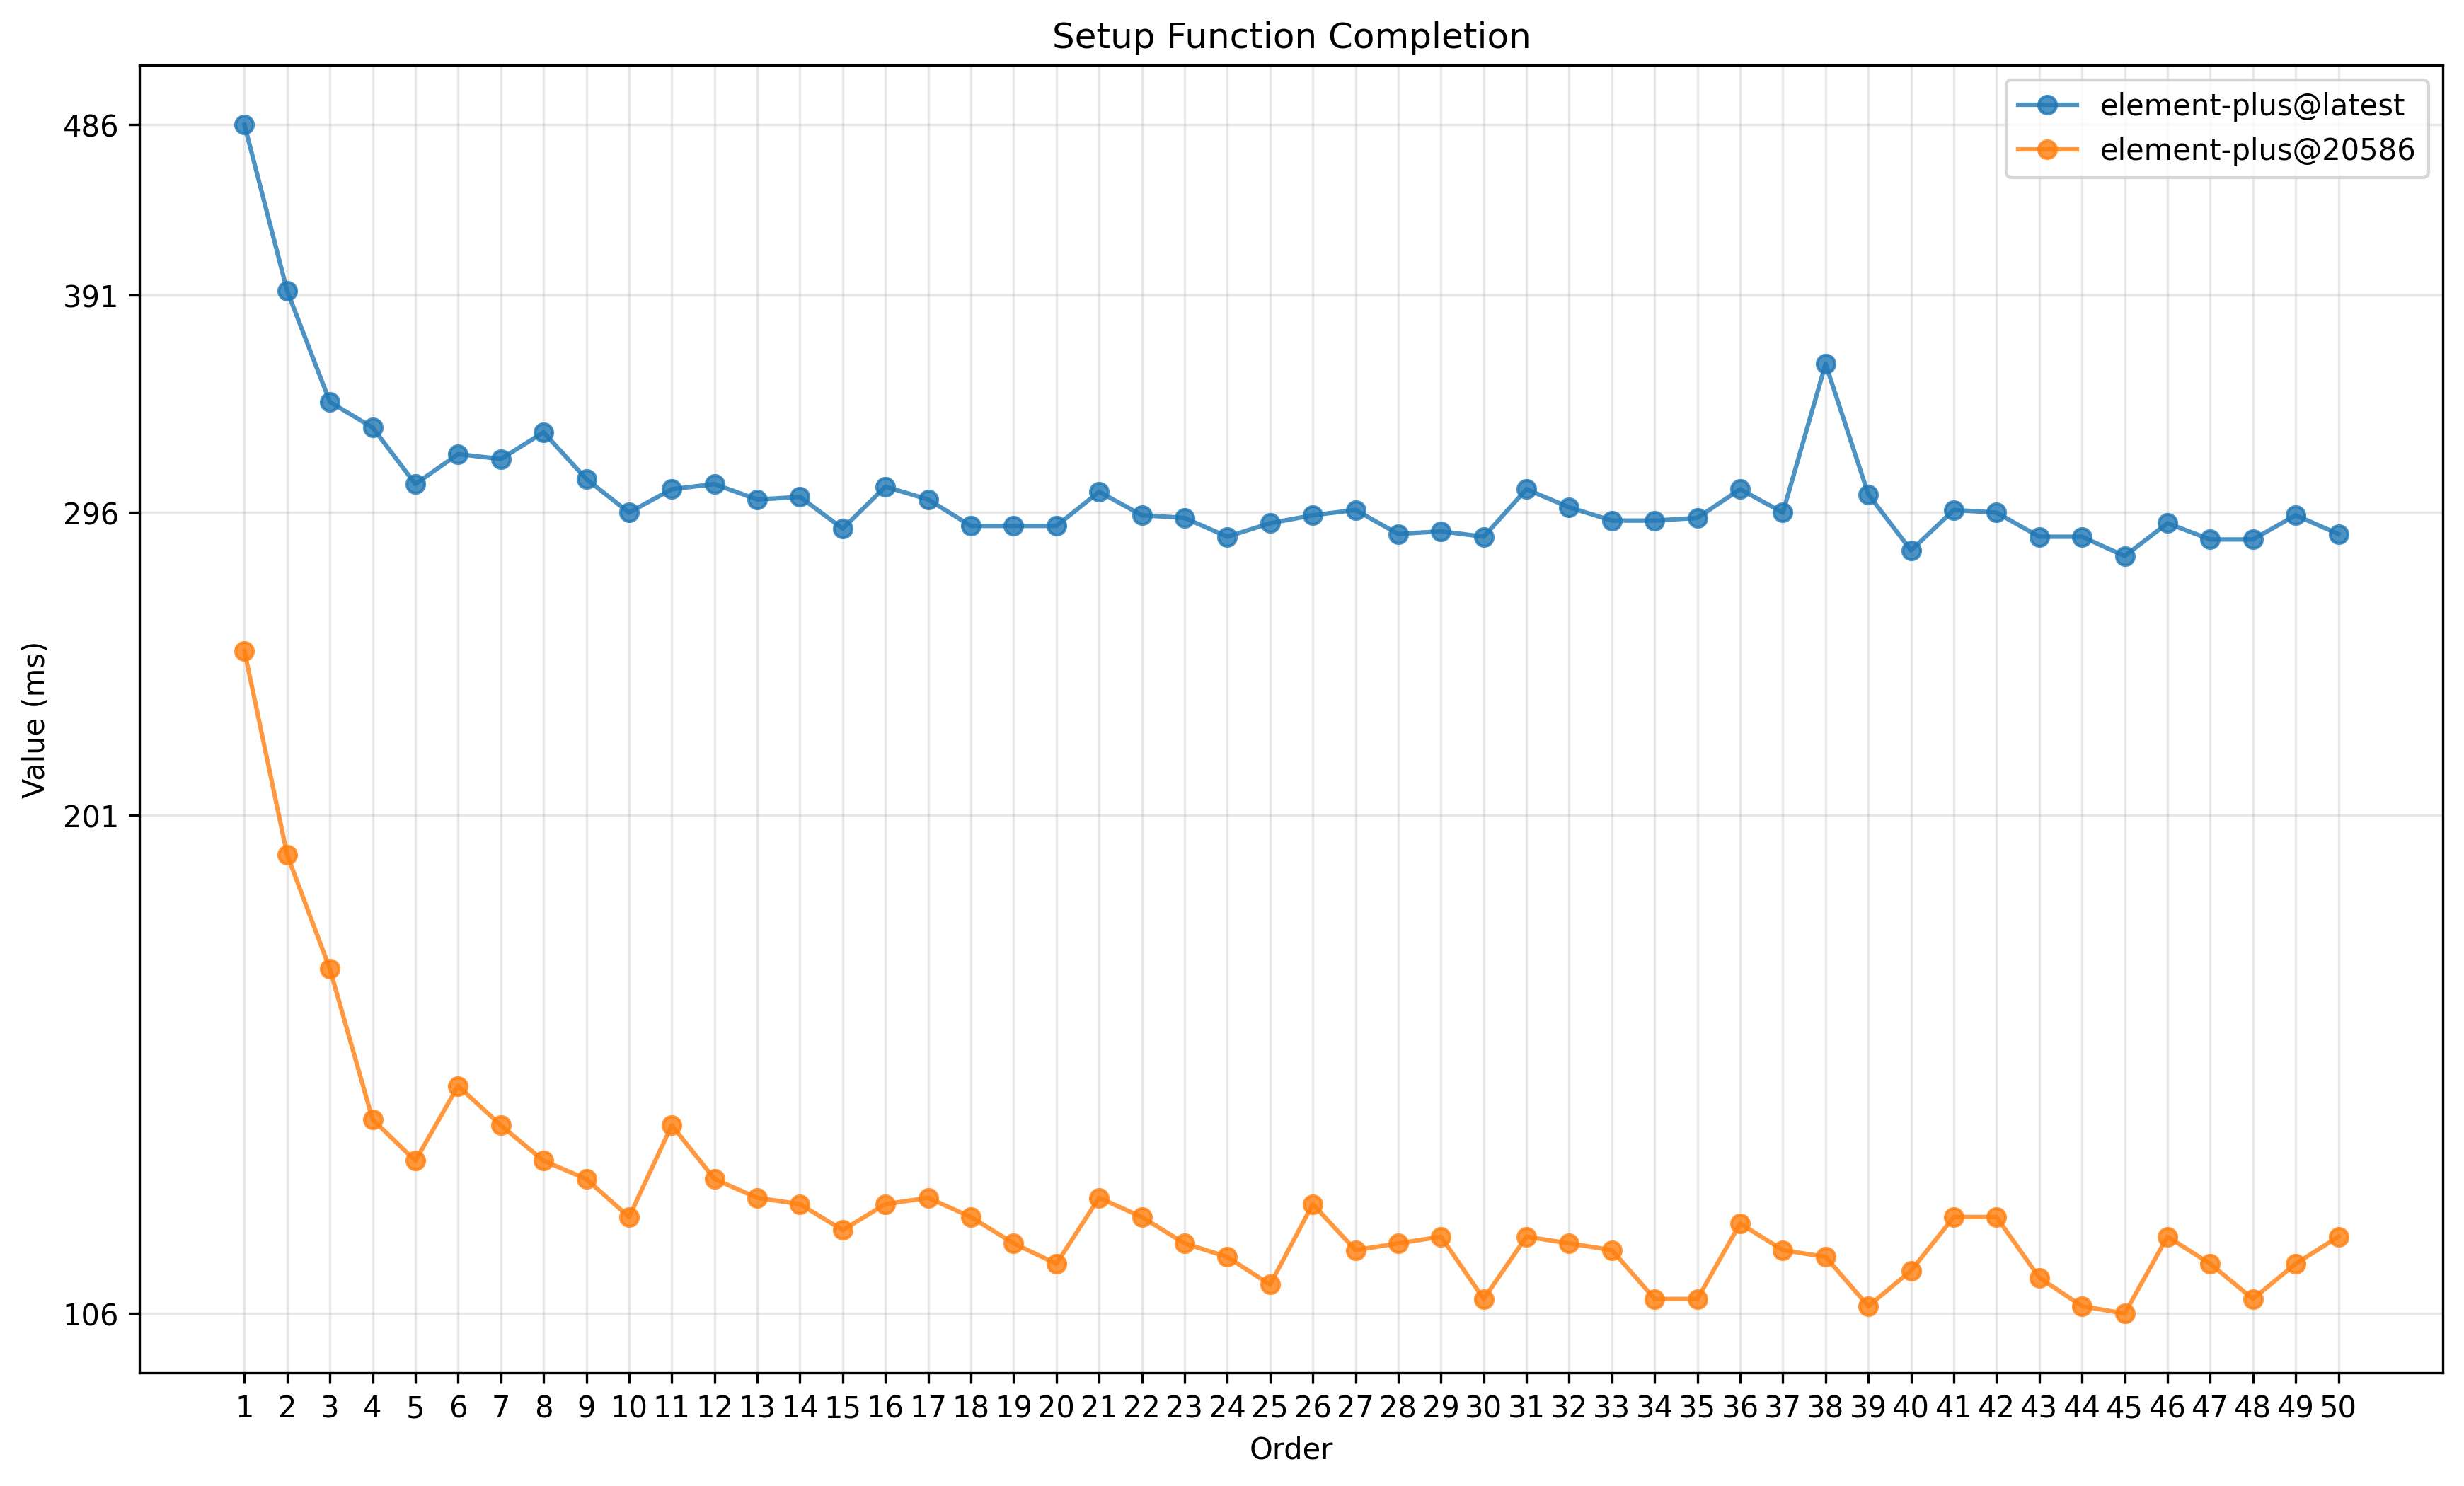 Setup Function Completion
element-plus@latest
element-plus@20586
Value (ms)
486
391
296
201
106
1 2 3 4 5 6 7 8 9 10 11 12 13 14 15 16 17 18 19 20 21 22 23 24 25 26 27 28 29 30 31 32 33 34 35 36 37 38 39 40 41 42 43 44 45 46 47 48 49 50
Order